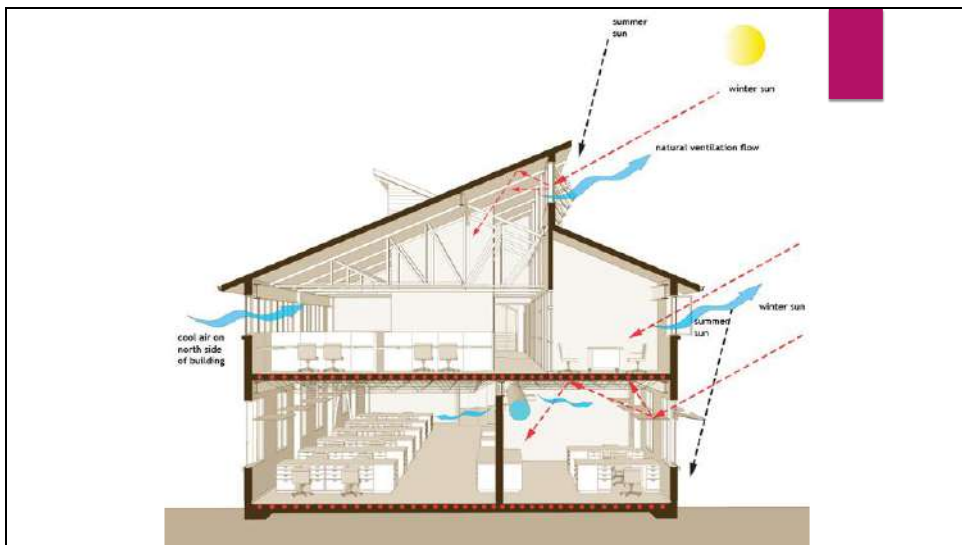 summer
sun
winter sun
natural ventilation flow
winter sun
summer
sun
cool air on
north side
of building